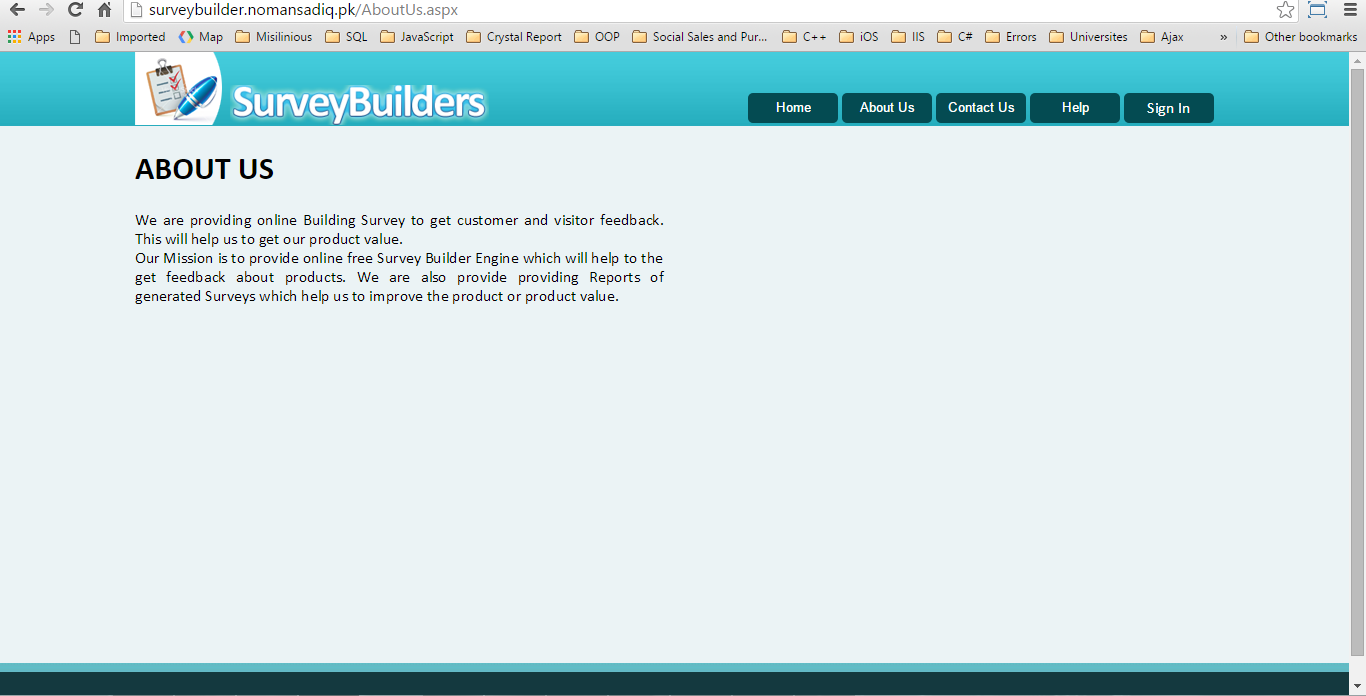 surveybuilder.nomansadiq.pk/AboutUs.aspx
Apps Imported Map Misilinious SQL JavaScript Crystal Report OOP Social Sales and Pur... C++ iOS IIS C# Errors Universites Ajax » Other bookmarks
SurveyBuilders
Home About Us Contact Us Help Sign In
ABOUT US
We are providing online Building Survey to get customer and visitor feedback.
This will help us to get our product value.
Our Mission is to provide online free Survey Builder Engine which will help to the
get feedback about products. We are also provide providing Reports of
generated Surveys which help us to improve the product or product value.